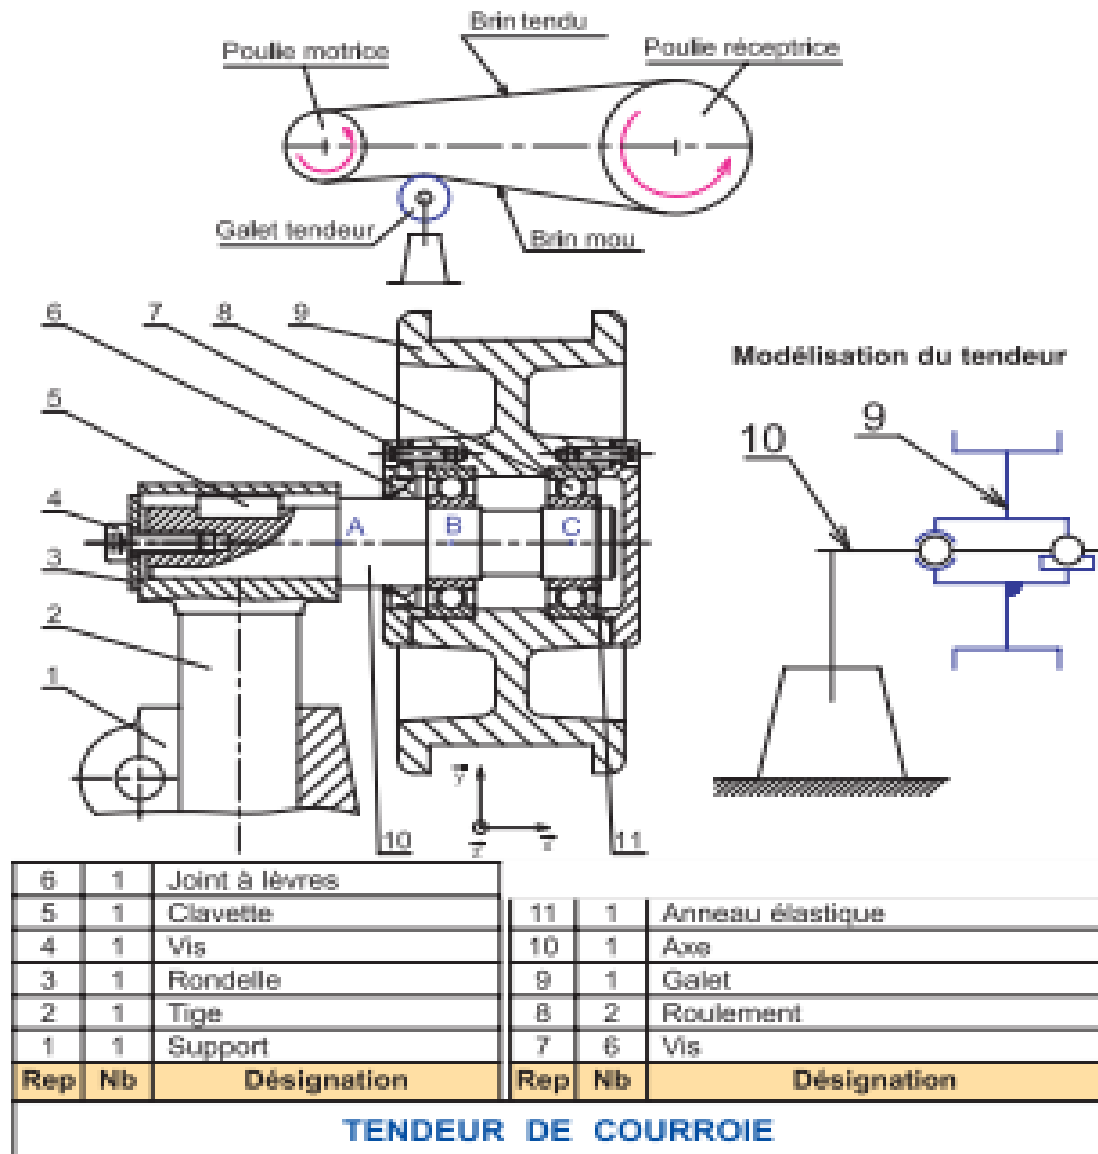 Brin tendu
Poulie motrice
Poulie réceptrice
Galet tendeur
Brin mou
6 7 8 9
5
4
3
2
1
A B C
Modélisation du tendeur
10 9
y
z
10 11
6 1 Joint à lèvres
5 1 Clavette 11 1 Anneau élastique
4 1 Vis 10 1 Axe
3 1 Rondelle 9 1 Galet
2 1 Tige 8 2 Roulement
1 1 Support 7 6 Vis
Rep Nb Désignation Rep Nb Désignation
TENDEUR DE COURROIE